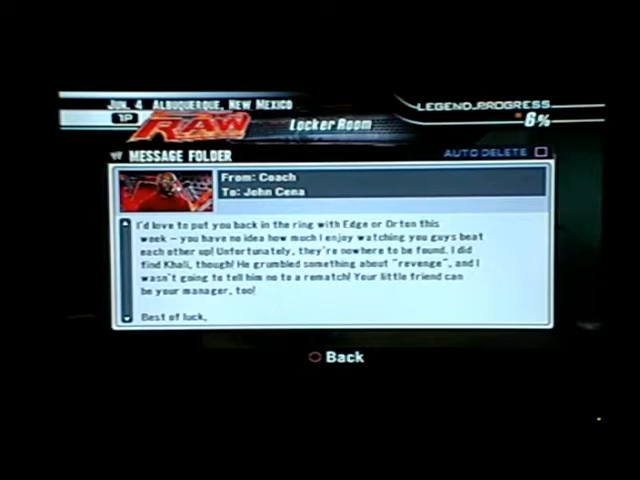 JUN. 4 ALBUQUERQUE, NEW MEXICO
LEGEND PROGRESS
1P
RAW
Locker Room
6%
W MESSAGE FOLDER
AUTO DELETE
From: Coach
To: John Cena
I'd love to put you back in the ring with Edge or Orton this
week - you have no idea how much I enjoy watching you guys beat
each other up! Unfortunately, they're nowhere to be found. I did
find Khali, though! He grumbled something about "revenge", and I
wasn't going to tell him no to a rematch! Your little friend can
be your manager, too!
Best of luck,
Back